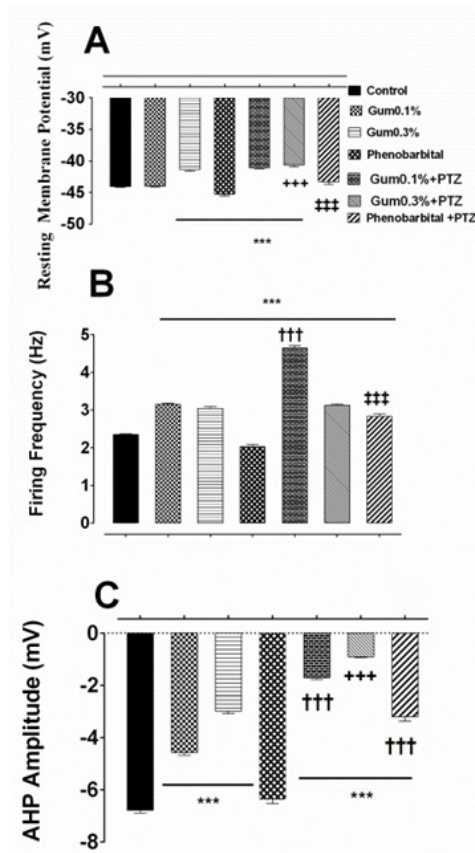 A
Resting Membrane Potential (mV)
-30
-35
-40
-45
-50
Control
Gum0.1%
Gum0.3%
Phenobarbital
Gum0.1%+PTZ
Gum0.3%+PTZ
Phenobarbital +PTZ
+++
‡‡‡
***
B
Firing Frequency (Hz)
5
4
3
2
1
0
***
†††
‡‡‡
C
AHP Amplitude (mV)
0
-2
-4
-6
-8
†††
+++
†††
***
***